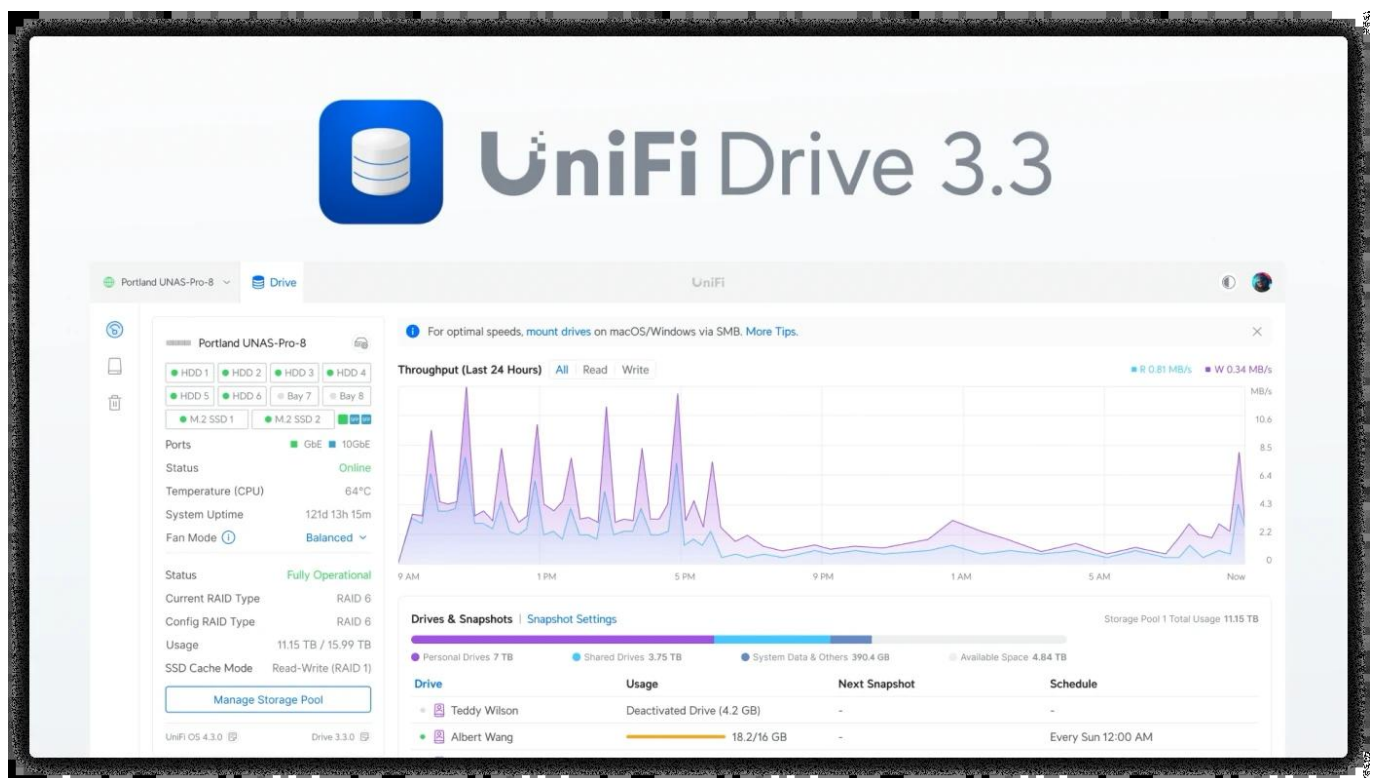 UniFi Drive 3.3
Portland UNAS-Pro-8
Drive
UniFi
Portland UNAS-Pro-8
HDD 1 HDD 2 HDD 3 HDD 4
HDD 5 HDD 6 Bay 7 Bay 8
M.2 SSD 1 M.2 SSD 2
Ports GbE 10GbE
Status Online
Temperature (CPU) 64°C
System Uptime 121d 13h 15m
Fan Mode Balanced
Status Fully Operational
Current RAID Type RAID 6
Config RAID Type RAID 6
Usage 11.15 TB / 15.99 TB
SSD Cache Mode Read-Write (RAID 1)
Manage Storage Pool
UniFi OS 4.3.0 Drive 3.3.0
For optimal speeds, mount drives on macOS/Windows via SMB. More Tips.
Throughput (Last 24 Hours) All Read Write
R 0.81 MB/s W 0.34 MB/s
MB/s
10.6
8.5
6.4
4.3
2.2
0
9 AM 1 PM 5 PM 9 PM 1 AM 5 AM Now
Drives & Snapshots | Snapshot Settings
Storage Pool 1 Total Usage 11.15 TB
Personal Drives 7 TB Shared Drives 3.75 TB System Data & Others 390.4 GB Available Space 4.84 TB
Drive Usage Next Snapshot Schedule
Teddy Wilson Deactivated Drive (4.2 GB) - -
Albert Wang 18.2/16 GB - Every Sun 12:00 AM